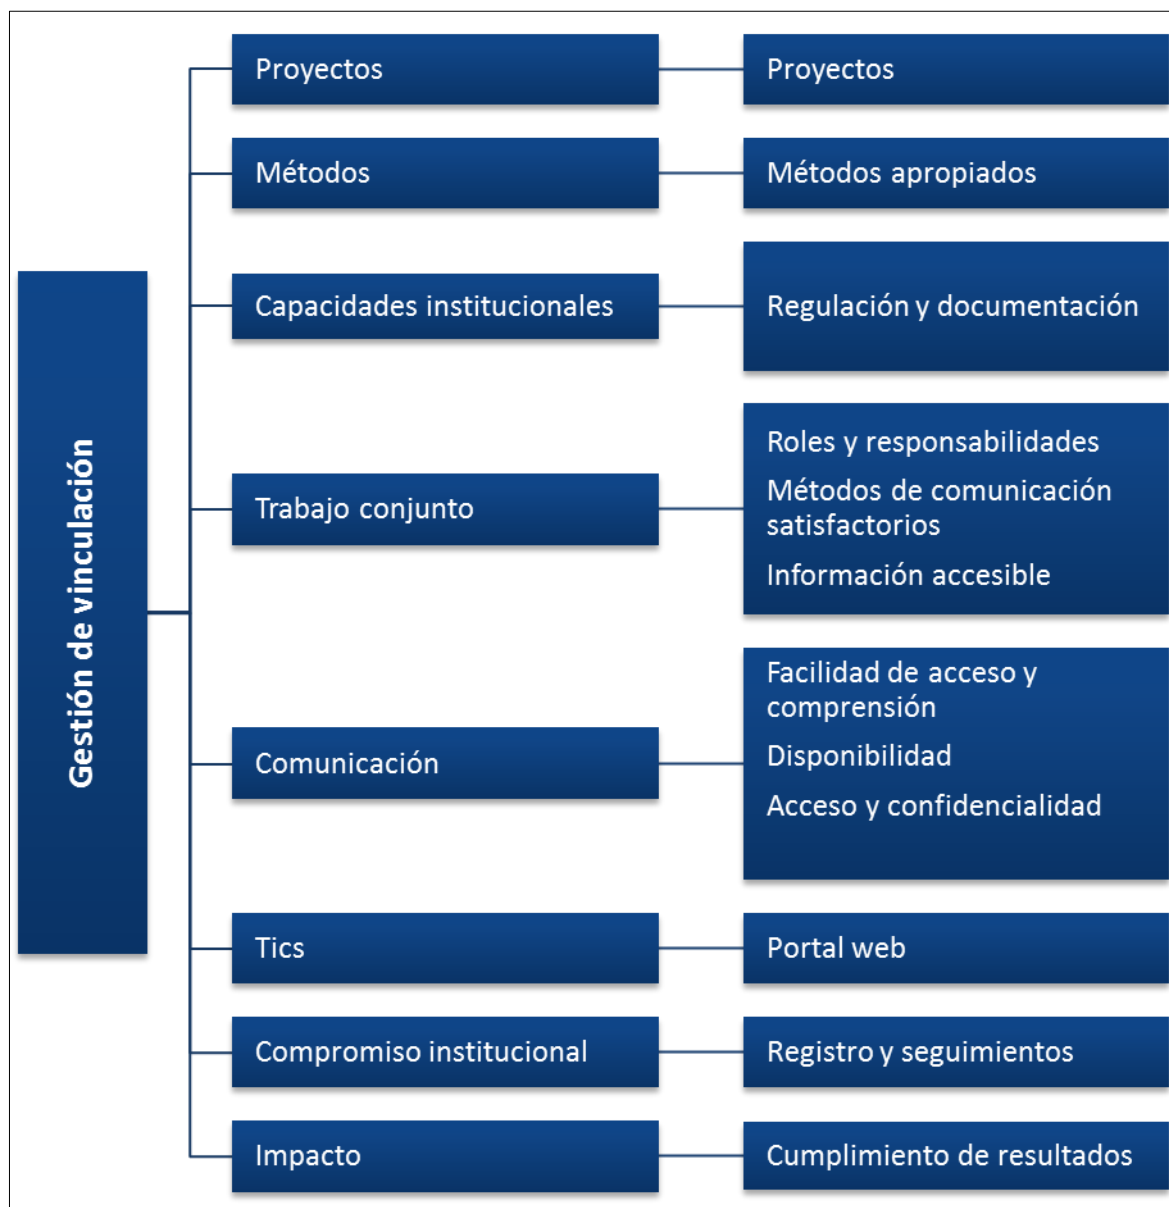 Gestión de vinculación
Proyectos
Proyectos
Métodos
Métodos apropiados
Capacidades institucionales
Regulación y documentación
Trabajo conjunto
Roles y responsabilidades
Métodos de comunicación
satisfactorios
Información accesible
Comunicación
Facilidad de acceso y
comprensión
Disponibilidad
Acceso y confidencialidad
Tics
Portal web
Compromiso institucional
Registro y seguimientos
Impacto
Cumplimiento de resultados